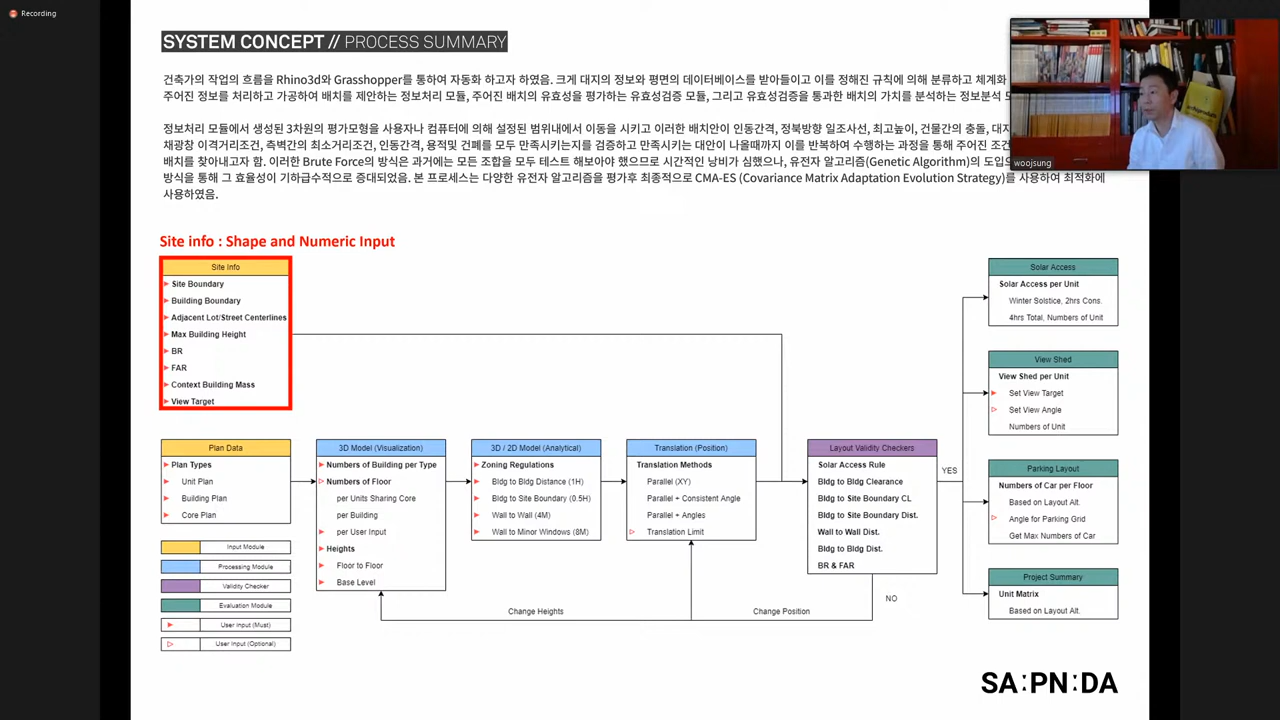 Recording
SYSTEM CONCEPT // PROCESS SUMMARY
건축가의 작업의 흐름을 Rhino3d와 Grasshopper를 통하여 자동화 하고자 하였음. 크게 대지의 정보와 평면의 데이터베이스를 받아들이고 이를 정해진 규칙에 의해 분류하고 체계화
주어진 정보를 처리하고 가공하여 배치를 제안하는 정보처리 모듈, 주어진 배치의 유효성을 평가하는 유효성검증 모듈, 그리고 유효성검증을 통과한 배치의 가치를 분석하는 정보분석
정보처리 모듈에서 생성된 3차원의 평가모형을 사용자나 컴퓨터에 의해 설정된 범위내에서 이동을 시키고 이러한 배치안이 인동간격, 정북방향 일조사선, 최고높이, 건물간의 충돌,
채광창 이격거리조건, 측벽간의 최소거리조건, 인동간격, 용적및 건폐를 모두 만족시키는지를 검증하고 만족시키는 대안이 나올때까지 이를 반복하여 수행하는 과정을 통해 주어진
배치를 찾아내고자 함. 이러한 Brute Force의 방식은 과거에는 모든 조합을 모두 테스트 해보아야 했으므로 시간적인 낭비가 심했으나, 유전자 알고리즘(Genetic Algorithm)의
방식을 통해 그 효율성이 기하급수적으로 증대되었음. 본 프로세스는 다양한 유전자 알고리즘을 평가후 최종적으로 CMA-ES (Covariance Matrix Adaptation Evolution Strategy)를 사용하여 최적화에
사용하였음.
woojsung
Site info : Shape and Numeric Input
Site Info
Site Boundary
Building Boundary
Adjacent Lot/Street Centerlines
Max Building Height
BR
FAR
Context Building Mass
View Target
Plan Data
Plan Types
Unit Plan
Building Plan
Core Plan
Input Module
Processing Module
Validity Checker
Evaluation Module
User Input (Must)
User Input (Optional)
3D Model (Visualization)
Numbers of Building per Type
Numbers of Floor
per Units Sharing Core
per Building
per User Input
Heights
Floor to Floor
Base Level
3D / 2D Model (Analytical)
Zoning Regulations
Bldg to Bldg Distance (1H)
Bldg to Site Boundary (0.5H)
Wall to Wall (4M)
Wall to Minor Windows (8M)
Translation (Position)
Translation Methods
Parallel (XY)
Parallel + Consistent Angle
Parallel + Angles
Translation Limit
Change Heights
Change Position
Layout Validity Checkers
Solar Access Rule
Bldg to Bldg Clearance
Bldg to Site Boundary CL
Bldg to Site Boundary Dist.
Wall to Wall Dist.
Bldg to Bldg Dist.
BR & FAR
YES
NO
Solar Access
Solar Access per Unit
Winter Solstice, 2hrs Cons.
4hrs Total, Numbers of Unit
View Shed
View Shed per Unit
Set View Target
Set View Angle
Numbers of Unit
Parking Layout
Numbers of Car per Floor
Based on Layout Alt.
Angle for Parking Grid
Get Max Numbers of Car
Project Summary
Unit Matrix
Based on Layout Alt.
SA:PN:DA